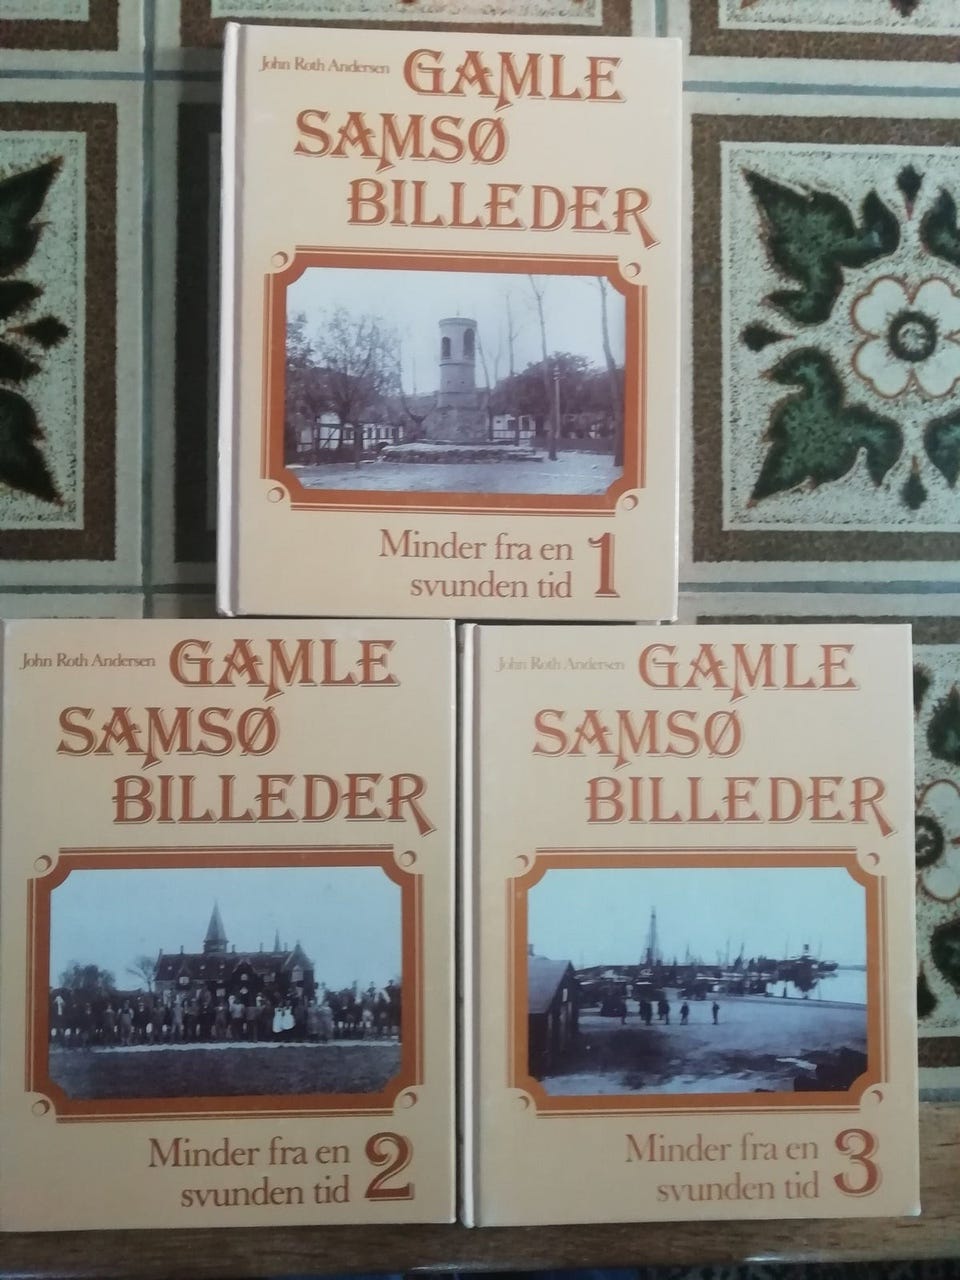 John Roth Andersen GAMLE
SAMSØ
BILLEDER
Minder fra en
svunden tid 1
John Roth Andersen GAMLE
SAMSØ
BILLEDER
Minder fra en
svunden tid 2
John Roth Andersen GAMLE
SAMSØ
BILLEDER
Minder fra en
svunden tid 3